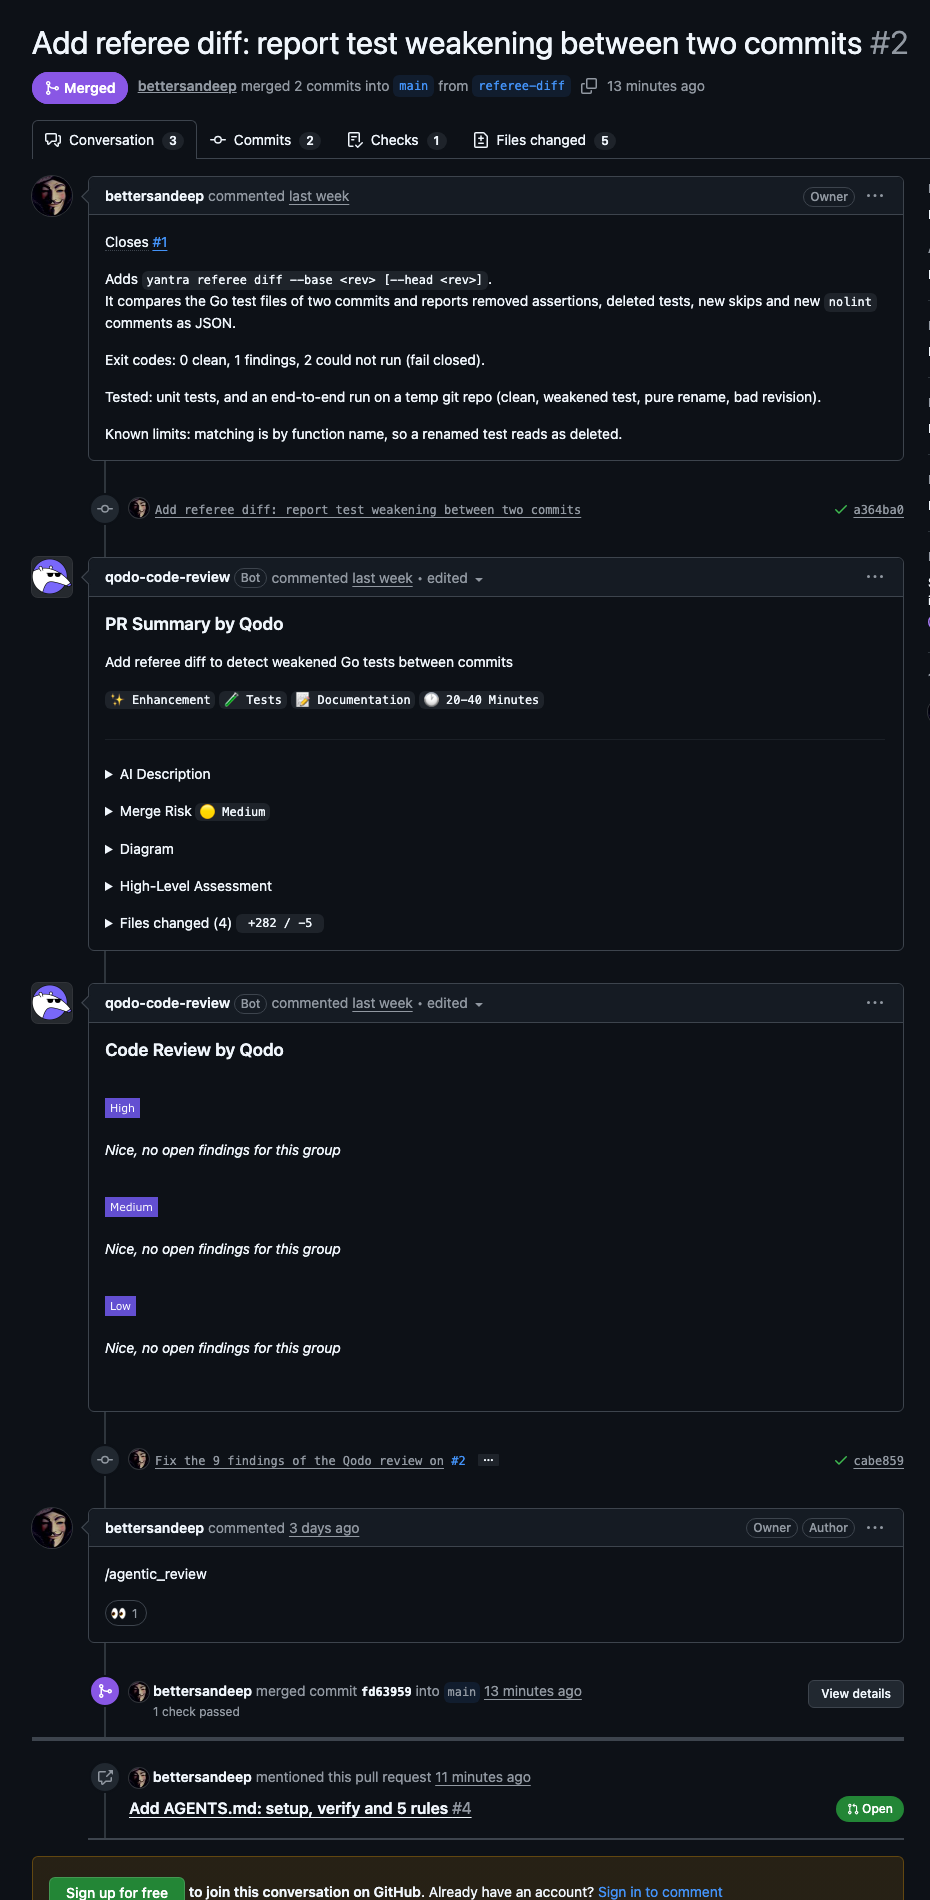 Add referee diff: report test weakening between two commits #2
Merged
bettersandeep merged 2 commits into main from referee-diff 13 minutes ago
Conversation 3
Commits 2
Checks 1
Files changed 5
bettersandeep commented last week
Owner
Closes #1
Adds yantra referee diff --base <rev> [--head <rev>].
It compares the Go test files of two commits and reports removed assertions, deleted tests, new skips and new nolint
comments as JSON.
Exit codes: 0 clean, 1 findings, 2 could not run (fail closed).
Tested: unit tests, and an end-to-end run on a temp git repo (clean, weakened test, pure rename, bad revision).
Known limits: matching is by function name, so a renamed test reads as deleted.
Add referee diff: report test weakening between two commits
a364ba0
qodo-code-review Bot commented last week • edited
PR Summary by Qodo
Add referee diff to detect weakened Go tests between commits
✨ Enhancement 🧪 Tests 📝 Documentation 🕐 20-40 Minutes
AI Description
Merge Risk 🟡 Medium
Diagram
High-Level Assessment
Files changed (4) +282 / -5
qodo-code-review Bot commented last week • edited
Code Review by Qodo
High
Nice, no open findings for this group
Medium
Nice, no open findings for this group
Low
Nice, no open findings for this group
Fix the 9 findings of the Qodo review on #2 ...
cabe859
bettersandeep commented 3 days ago
Owner Author
/agentic_review
👀 1
bettersandeep merged commit fd63959 into main 13 minutes ago
1 check passed
View details
bettersandeep mentioned this pull request 11 minutes ago
Add AGENTS.md: setup, verify and 5 rules #4
Open
Sign up for free to join this conversation on GitHub. Already have an account? Sign in to comment